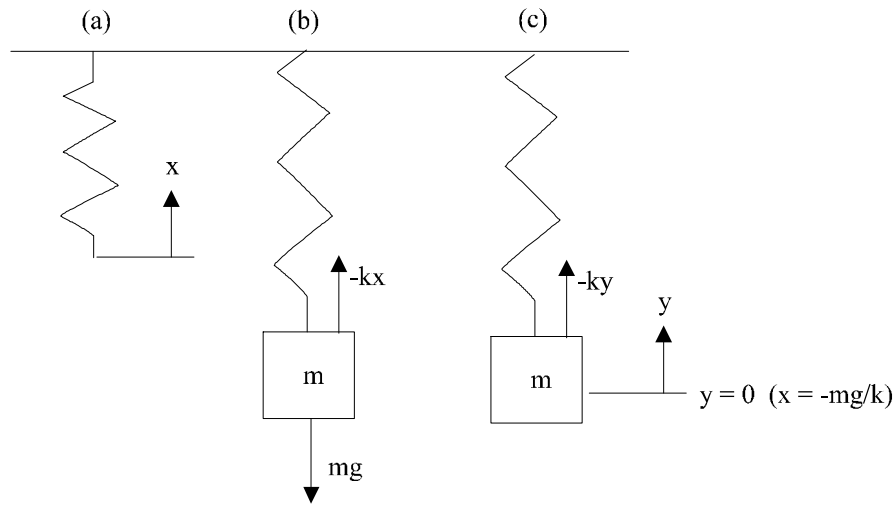 (a) (b) (c)
x
-kx
-ky
y
m
m
y = 0 (x = -mg/k)
mg